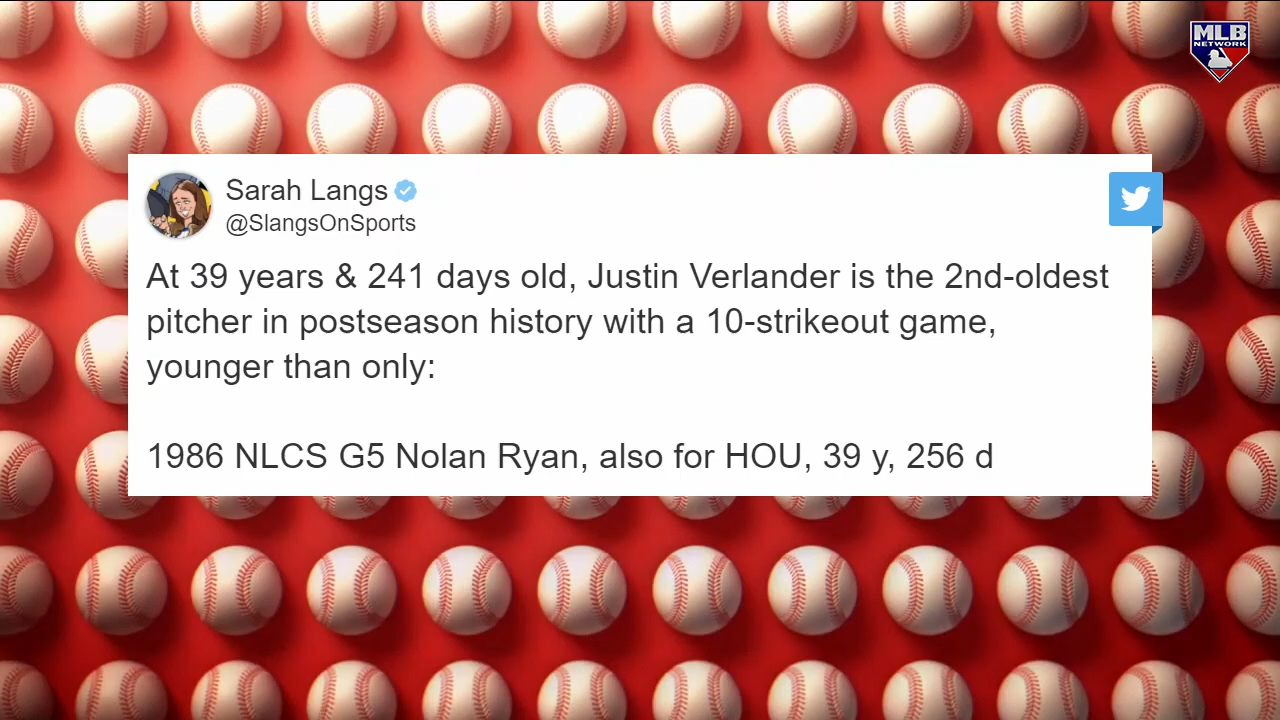 MLB
NETWORK
Sarah Langs
@SlangsOnSports
At 39 years & 241 days old, Justin Verlander is the 2nd-oldest
pitcher in postseason history with a 10-strikeout game,
younger than only:
1986 NLCS G5 Nolan Ryan, also for HOU, 39 y, 256 d